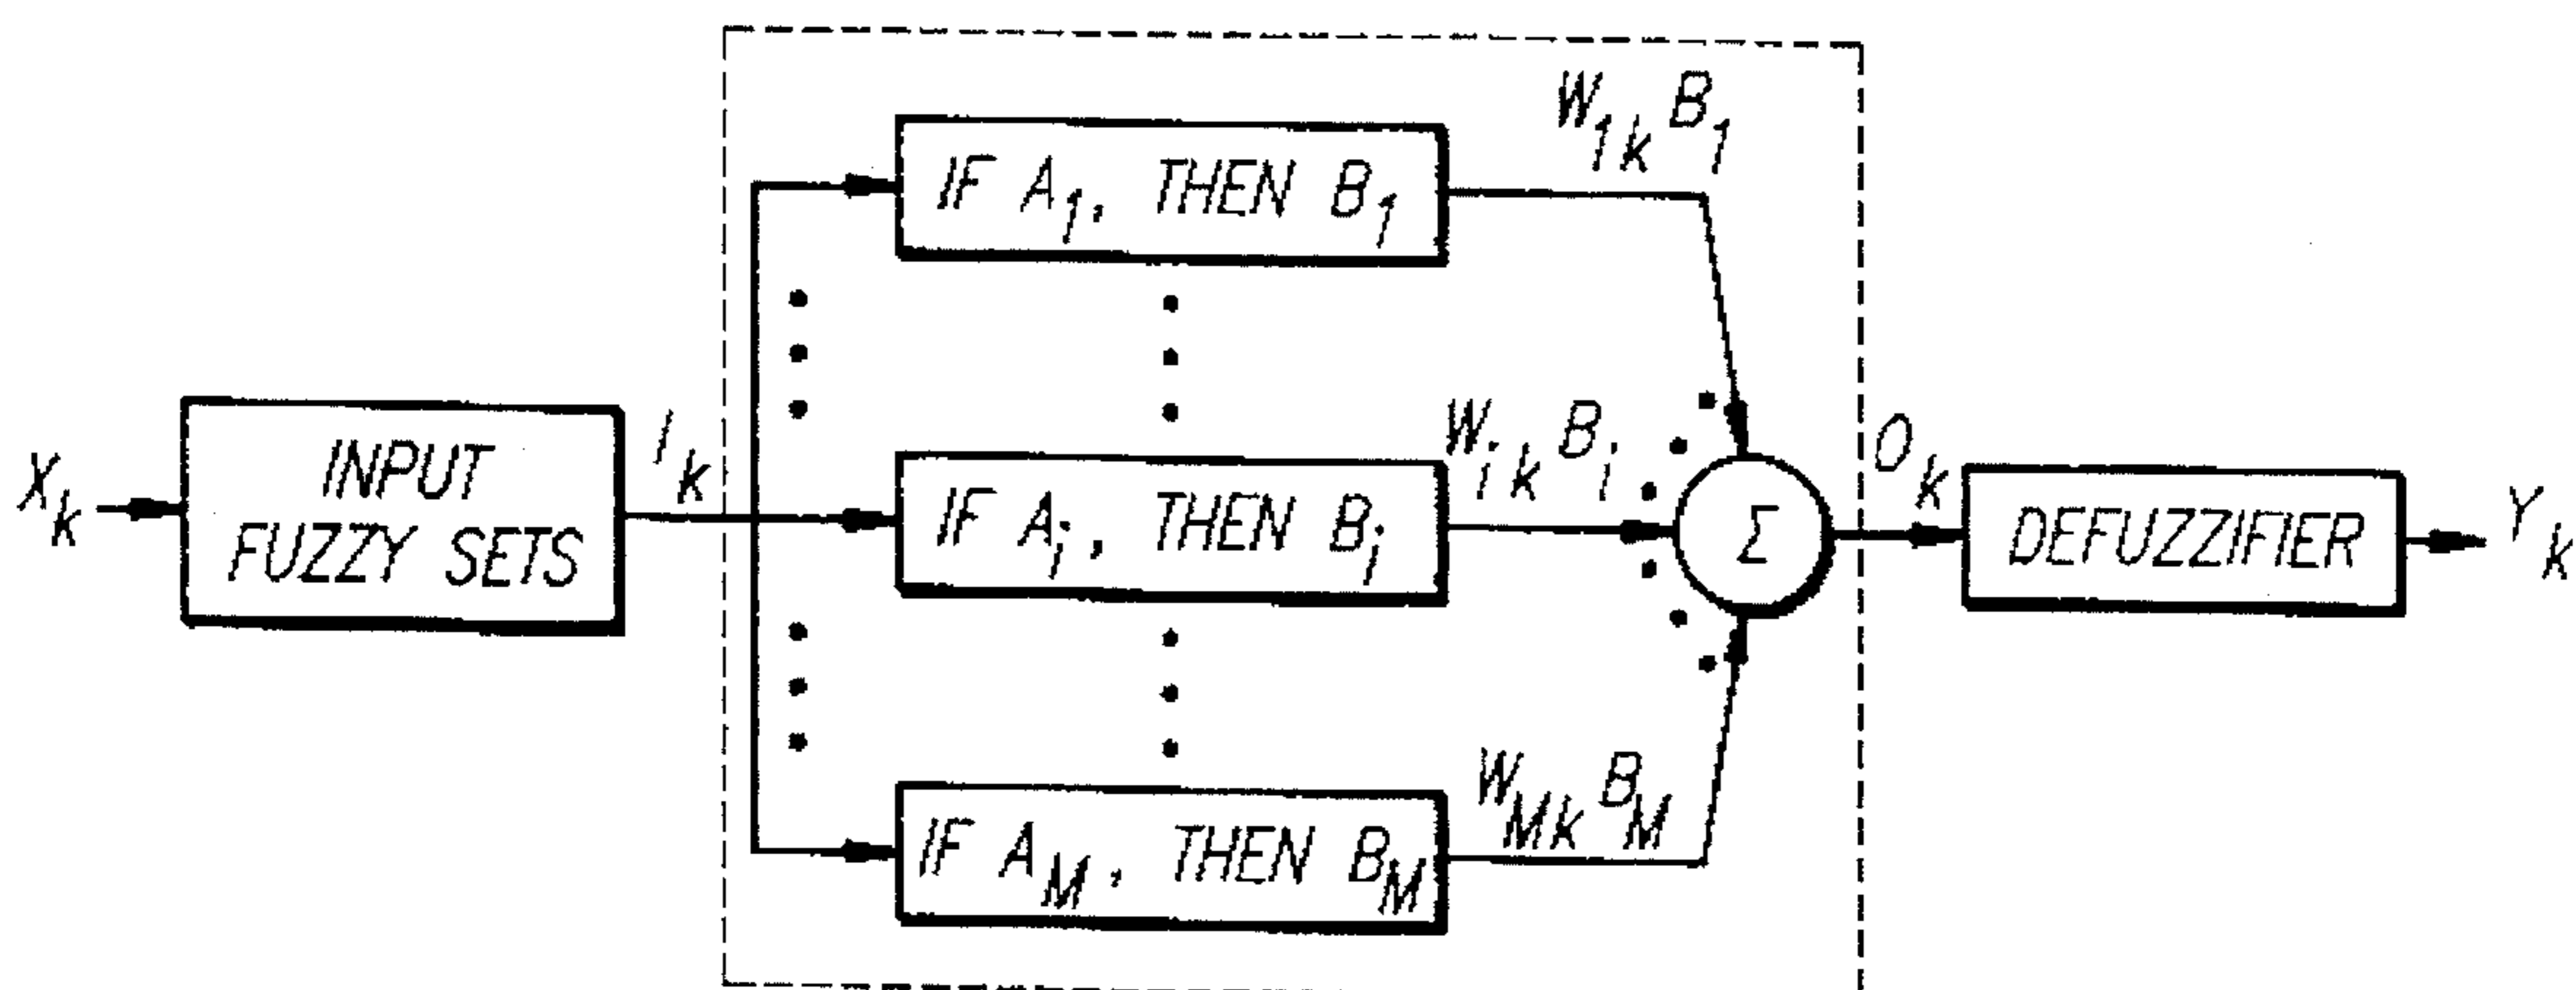 W1k B1
IF A1, THEN B1
Xk
INPUT
FUZZY SETS
Ik
IF Ai, THEN Bi
Wik Bi
Σ
Ok
DEFUZZIFIER
Yk
IF AM, THEN BM
WMk BM